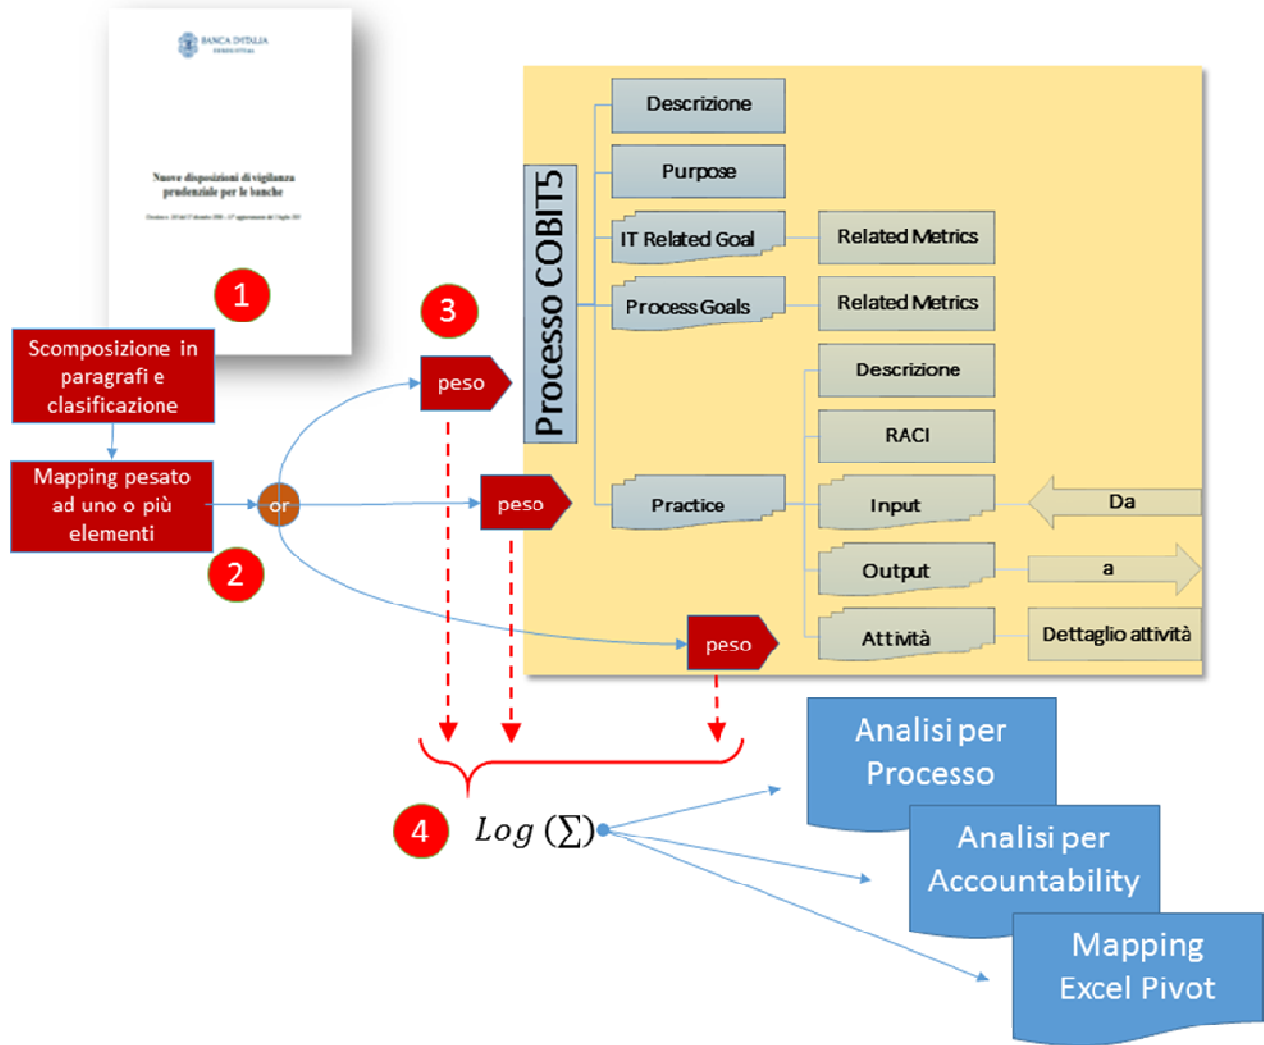 BANCA D'ITALIA
EUROSISTEMA
Nuove disposizioni di vigilanza
prudenziale per le banche
1
Scomposizione in
paragrafi e
clasificazione
Mapping pesato
ad uno o più
elementi
2
or
3
peso
peso
peso
Processo COBIT5
Descrizione
Purpose
IT Related Goal
Related Metrics
Process Goals
Related Metrics
Descrizione
RACI
Practice
Input
Da
Output
a
Attività
Dettaglio attività
4
Log (∑)
Analisi per
Processo
Analisi per
Accountability
Mapping
Excel Pivot